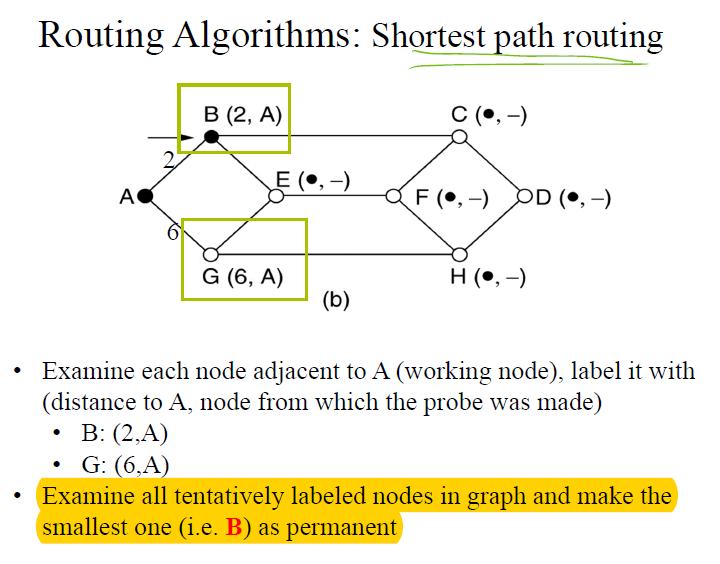 Routing Algorithms: Shortest path routing
B (2, A)
C (●, –)
2
E (●, –)
A
F (●, –)
D (●, –)
6
G (6, A)
H (●, –)
(b)
• Examine each node adjacent to A (working node), label it with
(distance to A, node from which the probe was made)
• B: (2,A)
• G: (6,A)
• Examine all tentatively labeled nodes in graph and make the
smallest one (i.e. B) as permanent